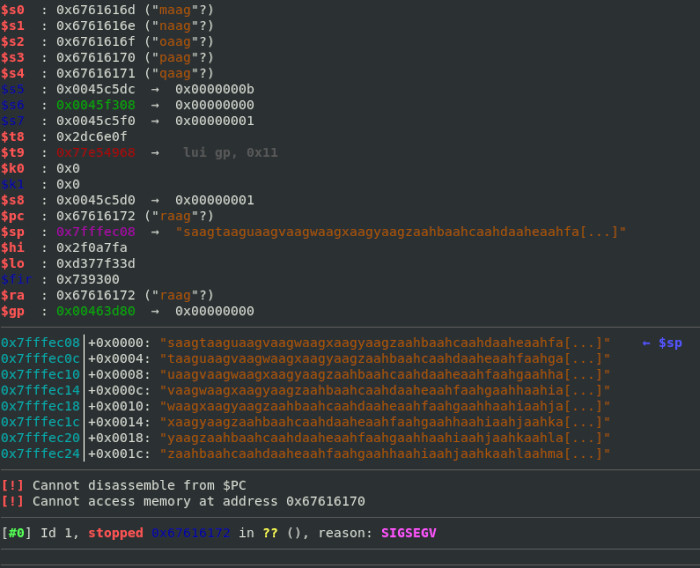 $s0 : 0x6761616d ("maag"?)
$s1 : 0x6761616e ("naag"?)
$s2 : 0x6761616f ("oaag"?)
$s3 : 0x67616170 ("paag"?)
$s4 : 0x67616171 ("qaag"?)
$s5 : 0x0045c5dc → 0x0000000b
$s6 : 0x0045f308 → 0x00000000
$s7 : 0x0045c5f0 → 0x00000001
$t8 : 0x2dc6e0f
$t9 : 0x77e54968 → lui gp, 0x11
$k0 : 0x0
$k1 : 0x0
$s8 : 0x0045c5d0 → 0x00000001
$pc : 0x67616172 ("raag"?)
$sp : 0x7fffec08 → "saagtaaguaagvaagwaagxaagyaagzaahbaahcaahdaaheaahfa[...]"
$hi : 0x2f0a7fa
$lo : 0xd377f33d
$fir : 0x739300
$ra : 0x67616172 ("raag"?)
$gp : 0x00463d80 → 0x00000000
0x7fffec08│+0x0000: "saagtaaguaagvaagwaagxaagyaagzaahbaahcaahdaaheaahfa[...]" ← $sp
0x7fffec0c│+0x0004: "taaguaagvaagwaagxaagyaagzaahbaahcaahdaaheaahfaahga[...]"
0x7fffec10│+0x0008: "uaagvaagwaagxaagyaagzaahbaahcaahdaaheaahfaahgaahha[...]"
0x7fffec14│+0x000c: "vaagwaagxaagyaagzaahbaahcaahdaaheaahfaahgaahhaahia[...]"
0x7fffec18│+0x0010: "waagxaagyaagzaahbaahcaahdaaheaahfaahgaahhaahiaahja[...]"
0x7fffec1c│+0x0014: "xaagyaagzaahbaahcaahdaaheaahfaahgaahhaahiaahjaahka[...]"
0x7fffec20│+0x0018: "yaagzaahbaahcaahdaaheaahfaahgaahhaahiaahjaahkaahla[...]"
0x7fffec24│+0x001c: "zaahbaahcaahdaaheaahfaahgaahhaahiaahjaahkaahlaahma[...]"
[!] Cannot disassemble from $PC
[!] Cannot access memory at address 0x67616170
[#0] Id 1, stopped 0x67616172 in ?? (), reason: SIGSEGV